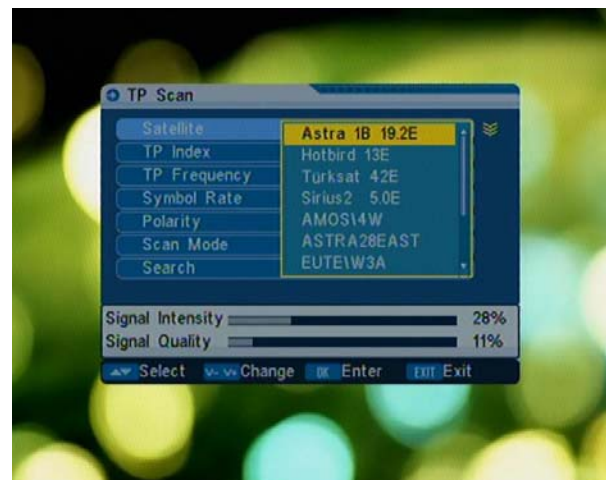 TP Scan
Satellite
TP Index
TP Frequency
Symbol Rate
Polarity
Scan Mode
Search
Astra 1B 19.2E
Hotbird 13E
Turksat 42E
Sirius2 5.0E
AMOS\4W
ASTRA28EAST
EUTE\W3A
Signal Intensity 28%
Signal Quality 11%
Select V- V+ Change OK Enter EXIT Exit